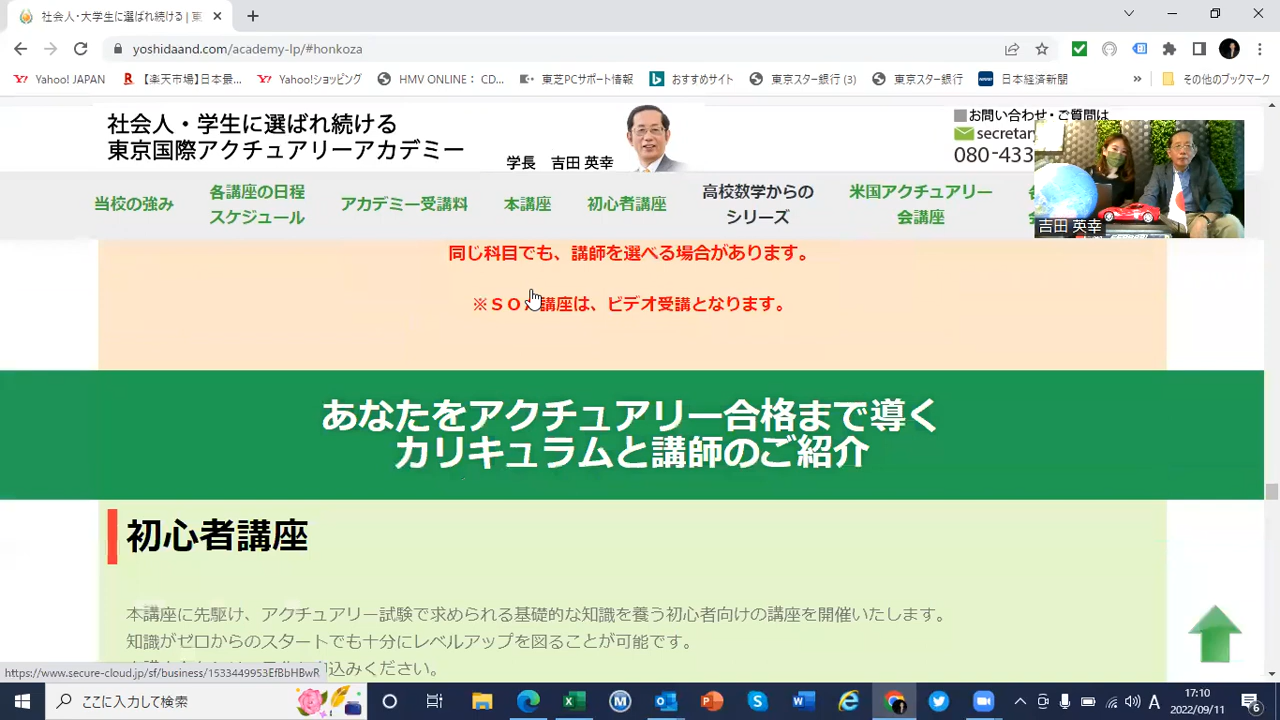 社会人・大学生に選ばれ続ける | 東
yoshidaand.com/academy-lp/#honkoza
Yahoo! JAPAN
【楽天市場】日本最...
Yahoo!ショッピング
HMV ONLINE： CD...
東芝PCサポート情報
おすすめサイト
東京スター銀行 (3)
東京スター銀行
日本経済新聞
その他のブックマーク
社会人・学生に選ばれ続ける
東京国際アクチュアリーアカデミー
学長 吉田 英幸
■お問い合わせ・ご質問は
secretary
080-433
当校の強み
各講座の日程
スケジュール
アカデミー受講料
本講座
初心者講座
高校数学からの
シリーズ
米国アクチュアリー
会講座
吉田 英幸
同じ科目でも、講師を選べる場合があります。
※ＳＯ 講座は、ビデオ受講となります。
あなたをアクチュアリー合格まで導く
カリキュラムと講師のご紹介
初心者講座
本講座に先駆け、アクチュアリー試験で求められる基礎的な知識を養う初心者向けの講座を開催いたします。
知識がゼロからのスタートでも十分にレベルアップを図ることが可能です。
込みください。
https://www.secure-cloud.jp/sf/business/1533449953EfBbHBwR
ここに入力して検索
A
17:10
2022/09/11
6